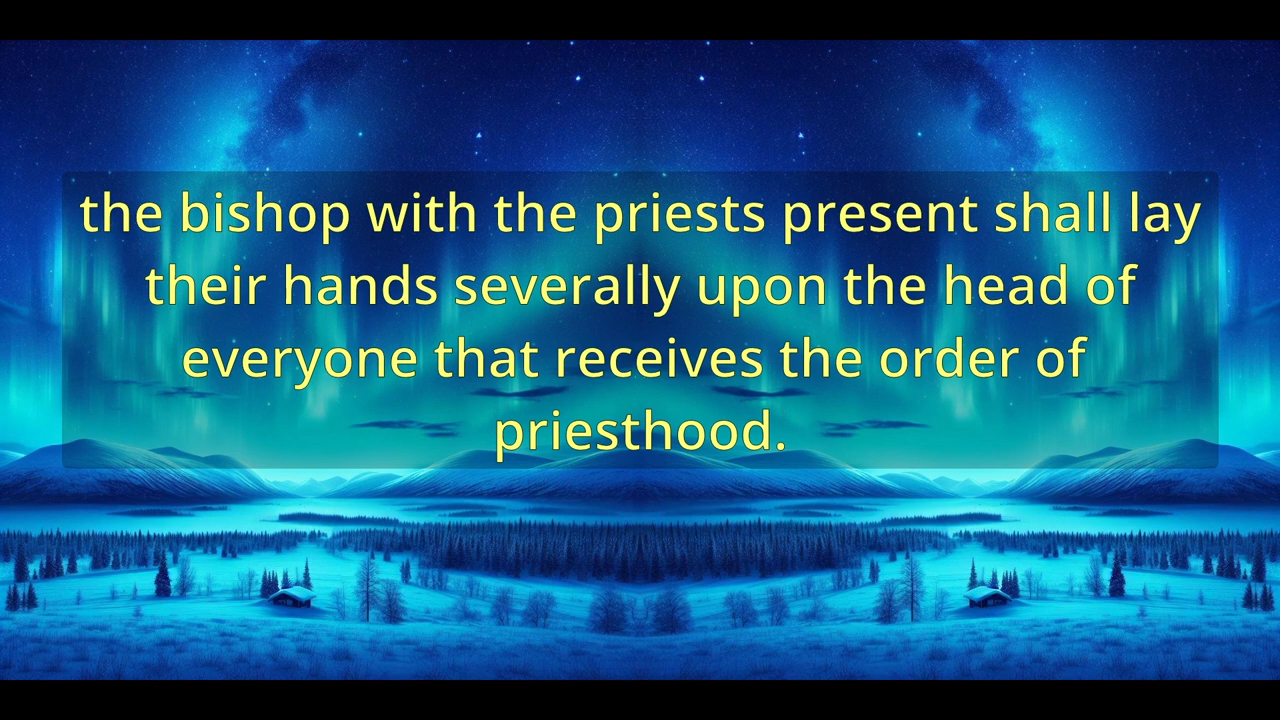 the bishop with the priests present shall lay
their hands severally upon the head of
everyone that receives the order of
priesthood.